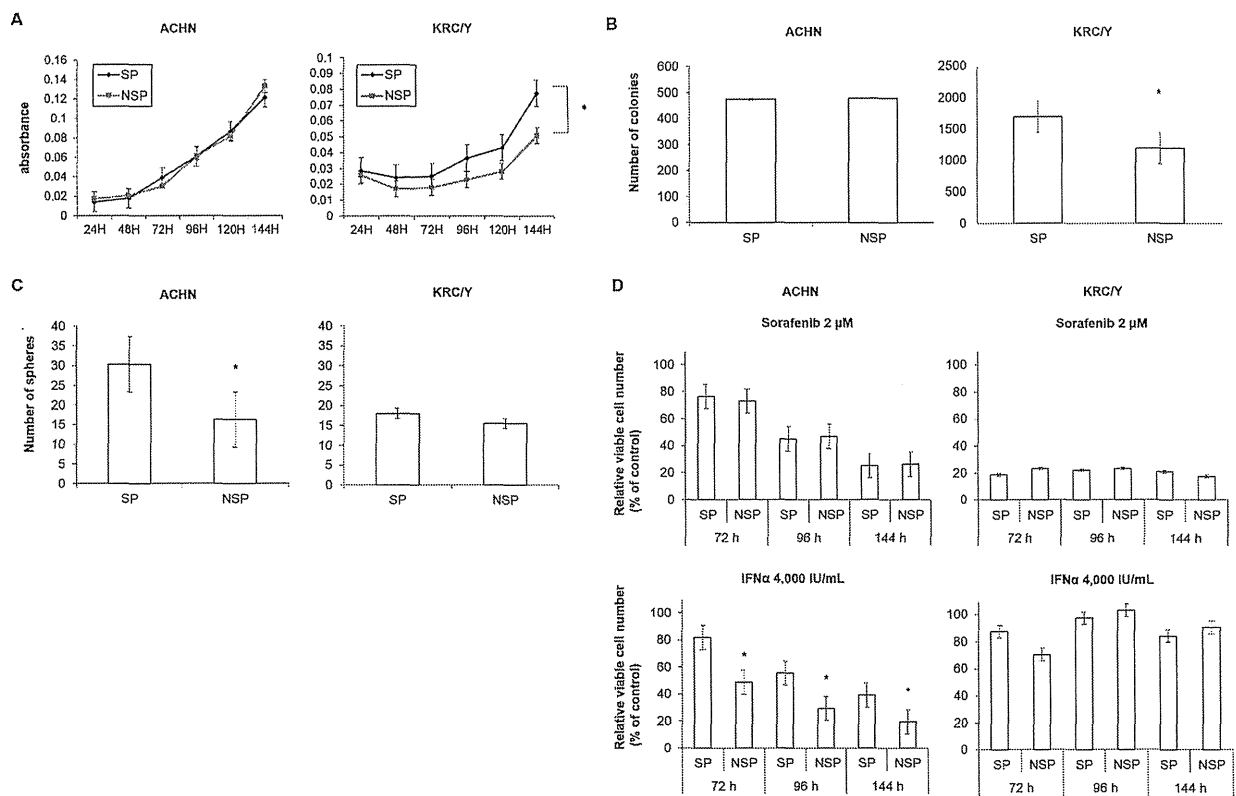 A
ACHN
KRC/Y
0.16
0.14
0.12
0.1
0.08
0.06
0.04
0.02
0
absorbance
SP
NSP
24H 48H 72H 96H 120H 144H
0.1
0.09
0.08
0.07
0.06
0.05
0.04
0.03
0.02
0.01
0
SP
NSP
*
24H 48H 72H 96H 120H 144H
B
ACHN
KRC/Y
Number of colonies
600
500
400
300
200
100
0
SP NSP
2500
2000
1500
1000
500
0
*
SP NSP
C
ACHN
KRC/Y
Number of spheres
40
35
30
25
20
15
10
5
0
*
SP NSP
40
35
30
25
20
15
10
5
0
SP NSP
D
ACHN
KRC/Y
Sorafenib 2 µM
Sorafenib 2 µM
Relative viable cell number
(% of control)
100
80
60
40
20
0
SP NSP SP NSP SP NSP
72 h 96 h 144 h
100
80
60
40
20
0
SP NSP SP NSP SP NSP
72 h 96 h 144 h
IFNα 4,000 IU/mL
IFNα 4,000 IU/mL
Relative viable cell number
(% of control)
100
80
60
40
20
0
* * *
SP NSP SP NSP SP NSP
72 h 96 h 144 h
100
80
60
40
20
0
SP NSP SP NSP SP NSP
72 h 96 h 144 h